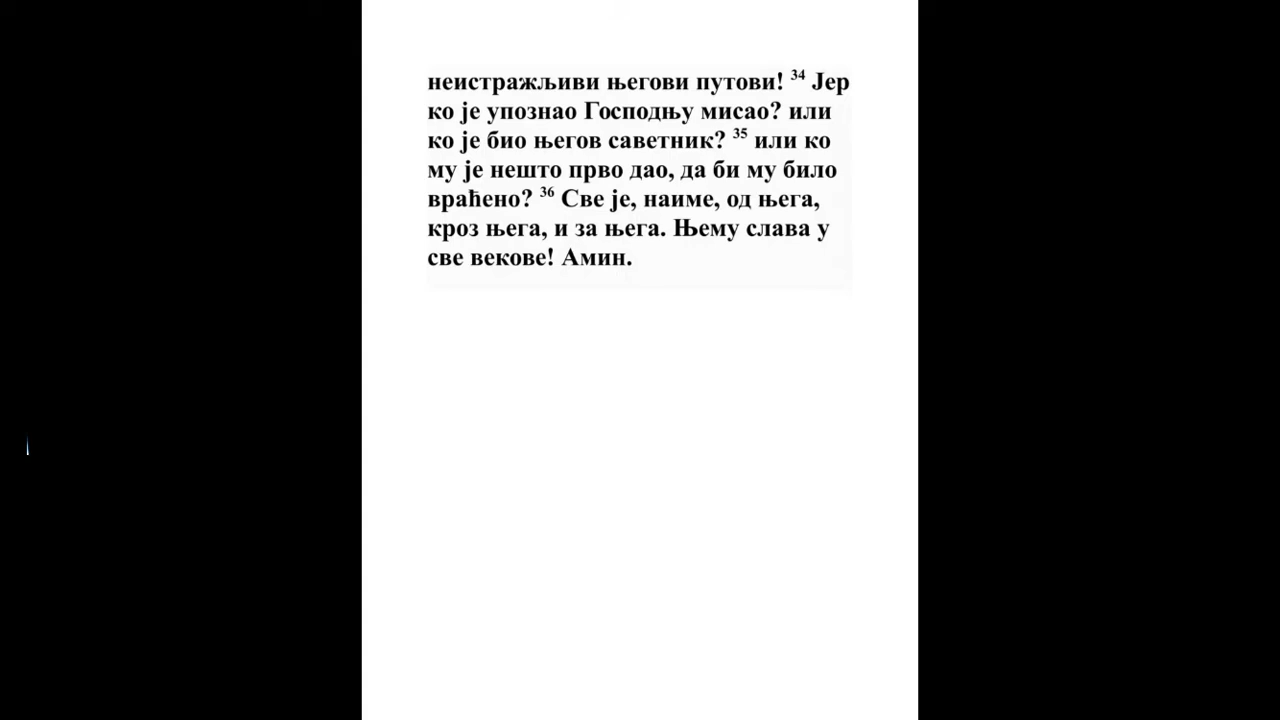 неистражљиви његови путови! 34 Јер
ко је упознао Господњу мисао? или
ко је био његов саветник? 35 или ко
му је нешто прво дао, да би му било
враћено? 36 Све је, наиме, од њега,
кроз њега, и за њега. Њему слава у
све векове! Амин.